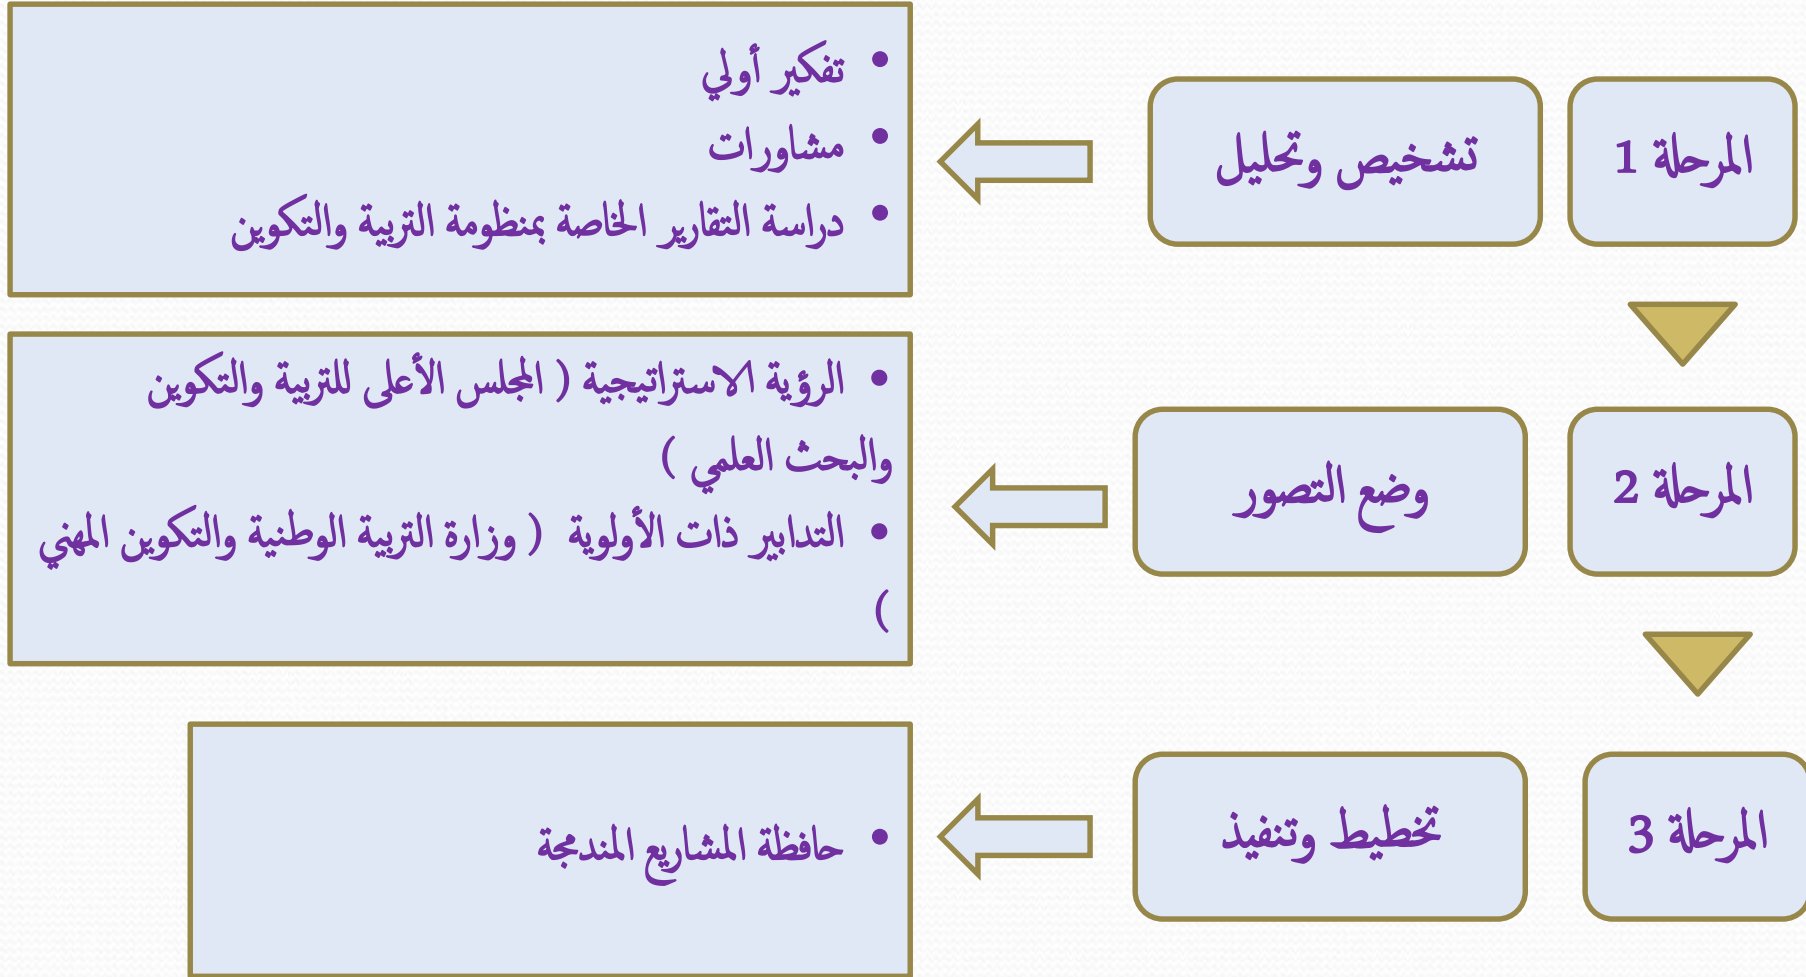 المرحلة 1
تشخيص وتحليل
• تفكير أولي
• مشاورات
• دراسة التقارير الخاصة بمنظومة التربية والتكوين
المرحلة 2
وضع التصور
• الرؤية الاستراتيجية ( المجلس الأعلى للتربية والتكوين
والبحث العلمي )
• التدابير ذات الأولوية ( وزارة التربية الوطنية والتكوين المهني
)
المرحلة 3
تخطيط وتنفيذ
• حافظة المشاريع المندمجة